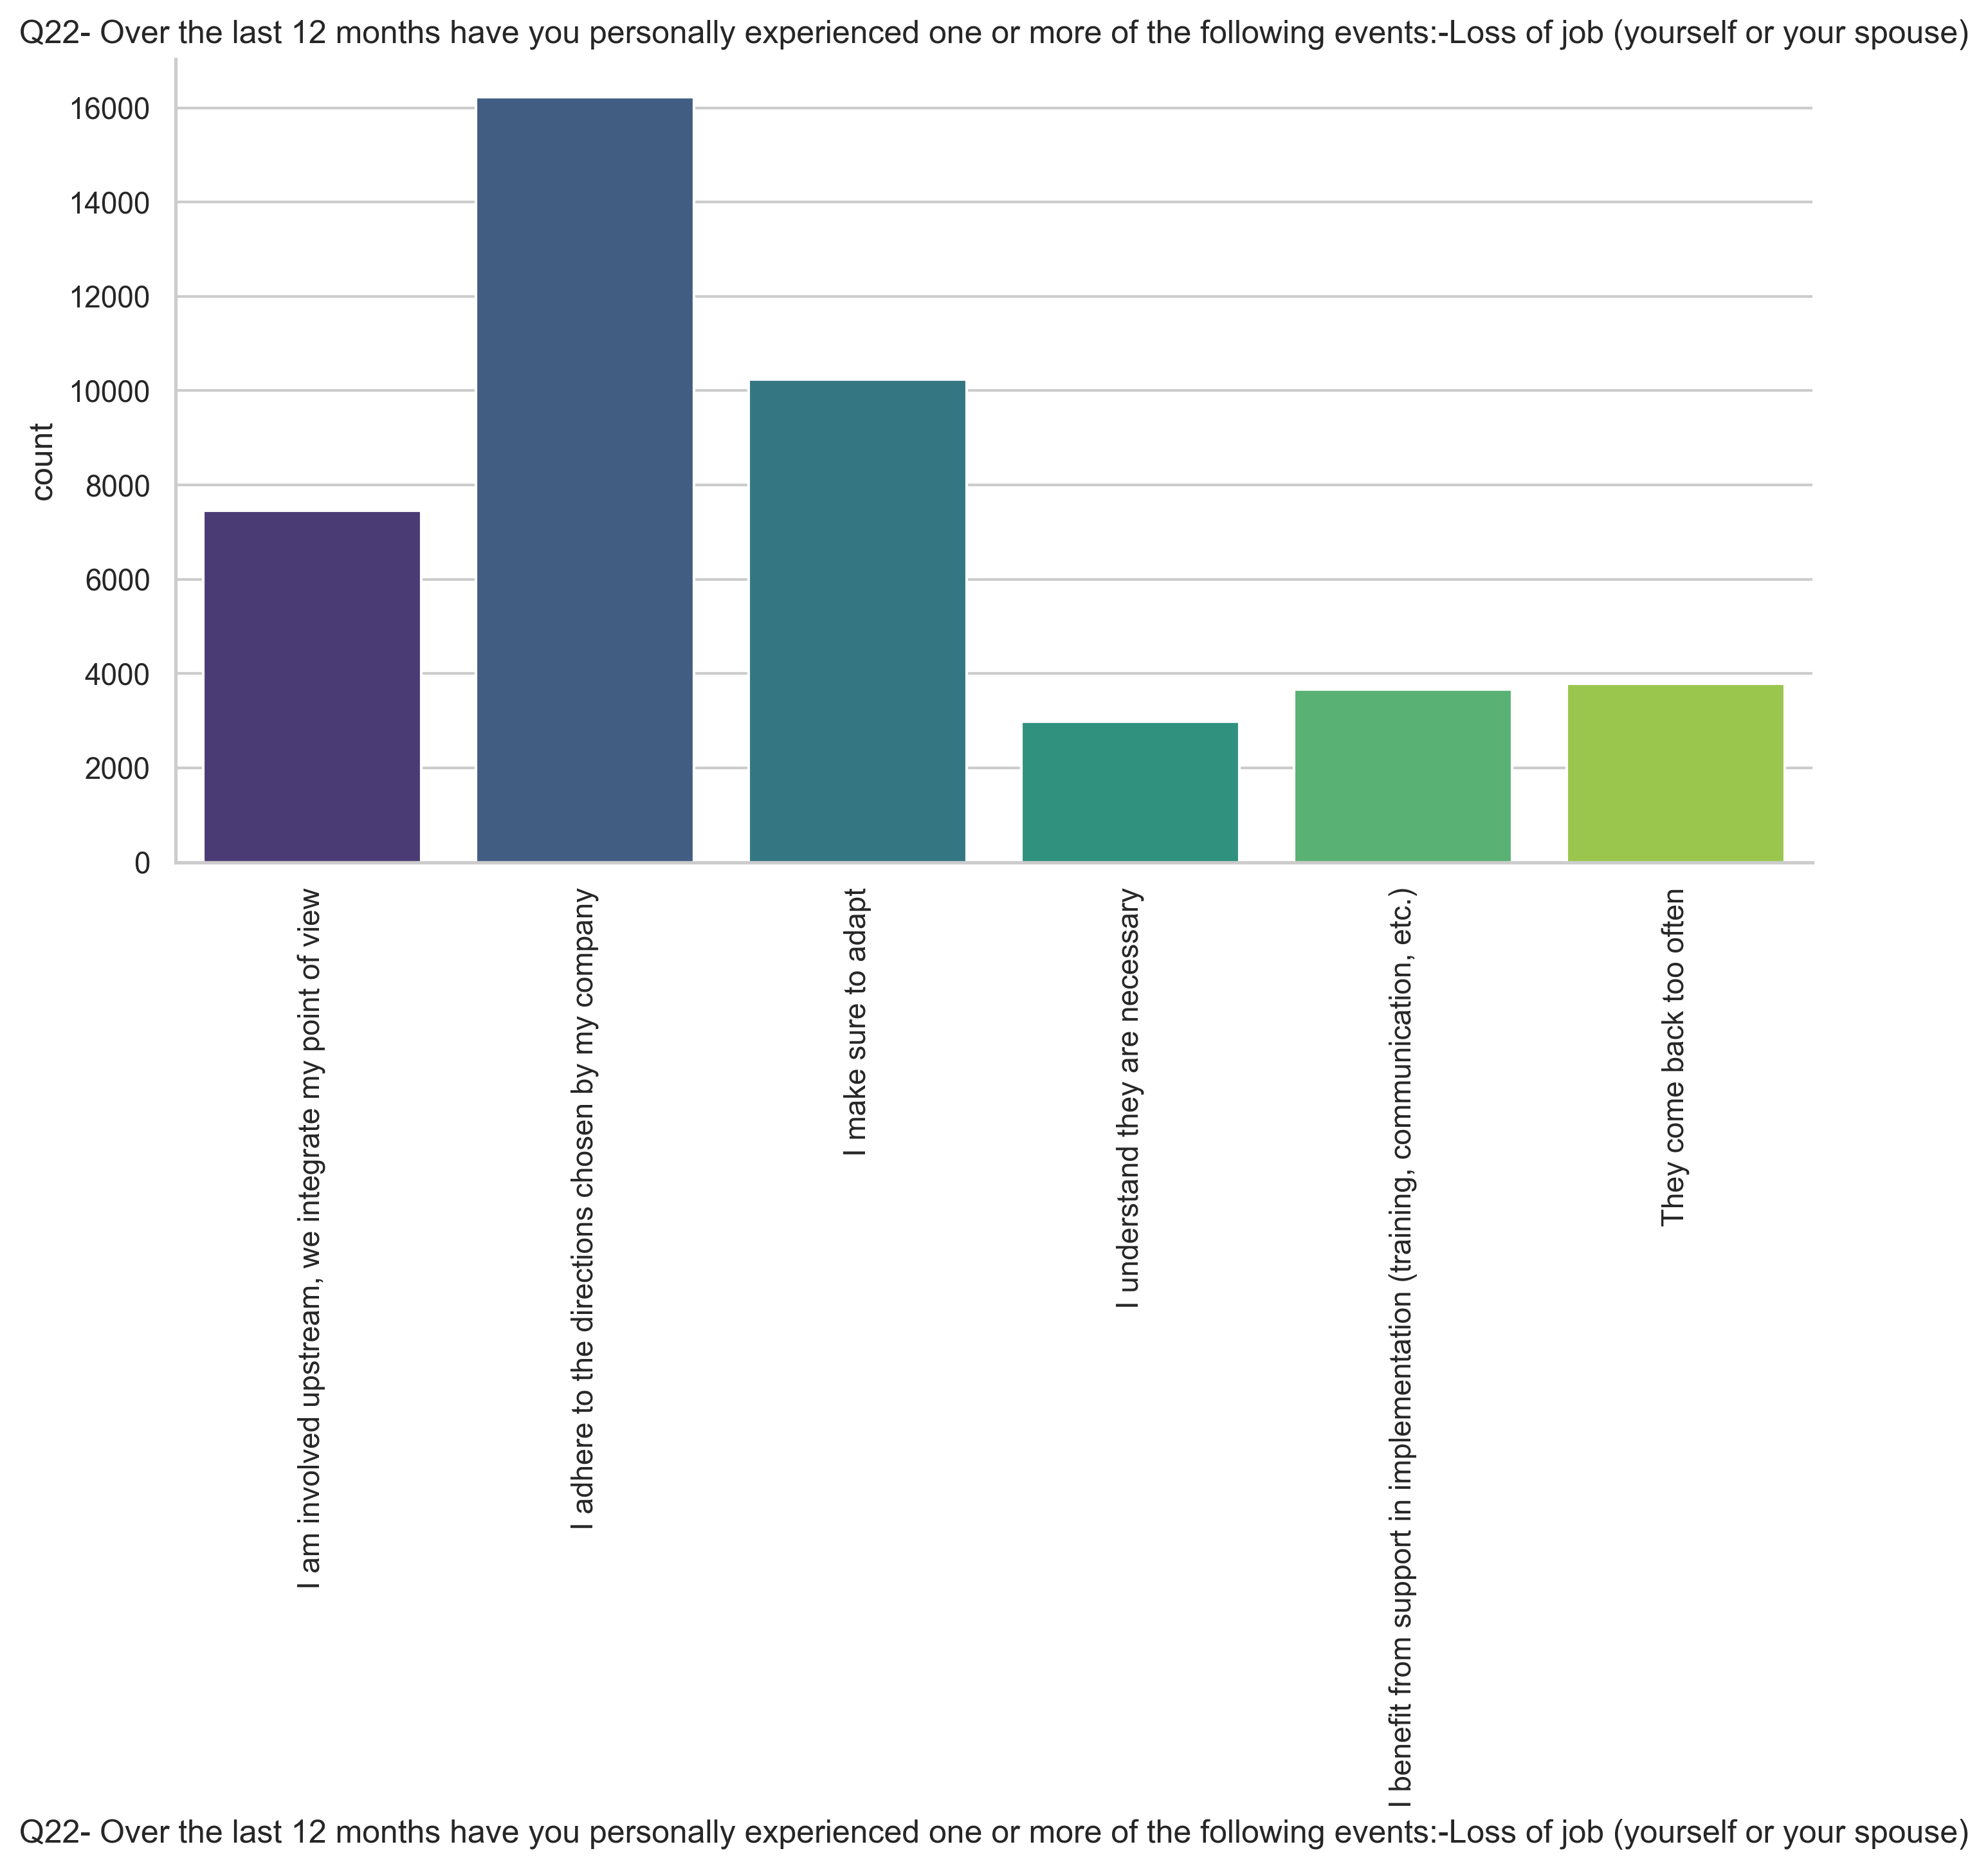 Q22- Over the last 12 months have you personally experienced one or more of the following events:-Loss of job (yourself or your spouse)
16000
14000
12000
10000
8000
6000
4000
2000
0
count
I am involved upstream, we integrate my point of view
I adhere to the directions chosen by my company
I make sure to adapt
I understand they are necessary
I benefit from support in implementation (training, communication, etc.)
They come back too often
Q22- Over the last 12 months have you personally experienced one or more of the following events:-Loss of job (yourself or your spouse)